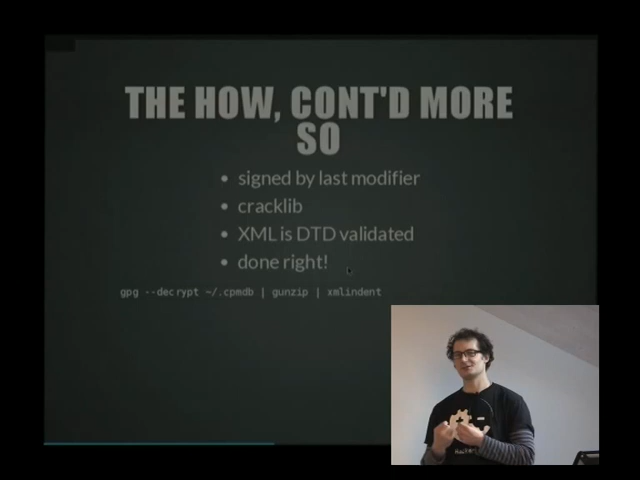 THE HOW, CONT'D MORE
SO
signed by last modifier
cracklib
XML is DTD validated
done right!
gpg --decrypt ~/.cpmdb | gunzip | xmlindent